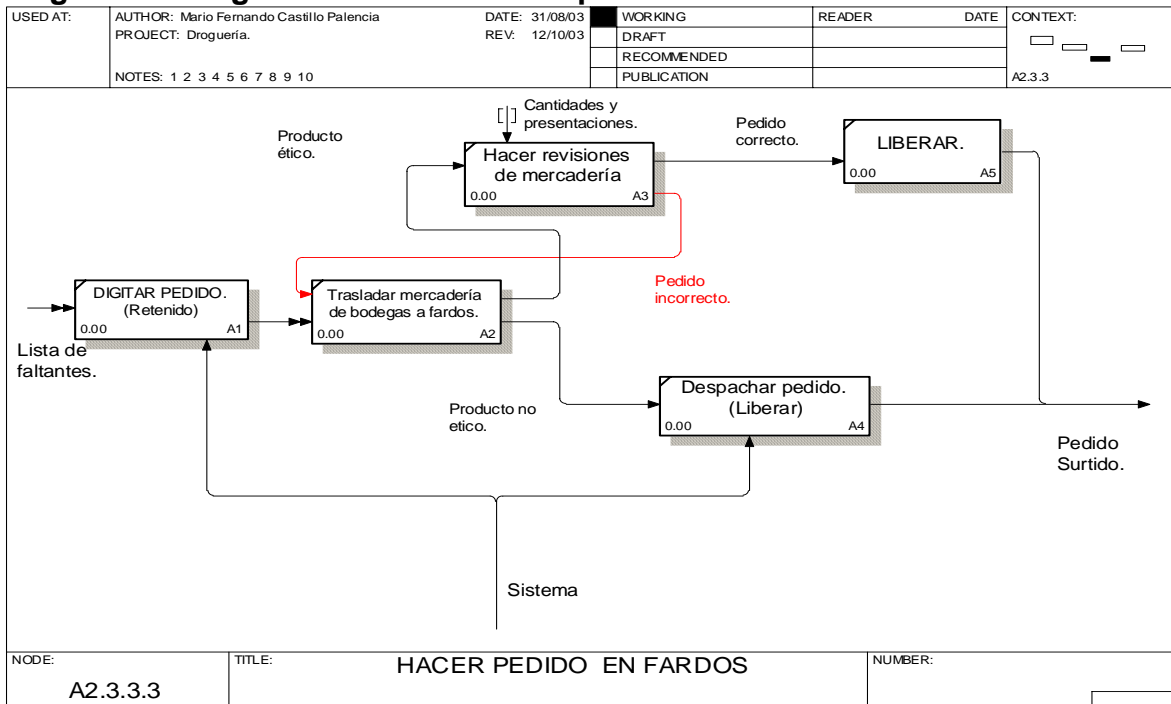 USED AT:
AUTHOR: Mario Fernando Castillo Palencia
DATE: 31/08/03
PROJECT: Droguería.
REV: 12/10/03
NOTES: 1 2 3 4 5 6 7 8 9 10
WORKING
DRAFT
RECOMMENDED
PUBLICATION
READER DATE
CONTEXT:
A2.3.3
Cantidades y
presentaciones.
Producto
ético.
Hacer revisiones
de mercadería
0.00 A3
Pedido
correcto.
LIBERAR.
0.00 A5
DIGITAR PEDIDO.
(Retenido)
0.00 A1
Lista de
faltantes.
Trasladar mercadería
de bodegas a fardos.
0.00 A2
Pedido
incorrecto.
Producto no
etico.
Despachar pedido.
(Liberar)
0.00 A4
Pedido
Surtido.
Sistema
NODE:
A2.3.3.3
TITLE:
HACER PEDIDO EN FARDOS
NUMBER: